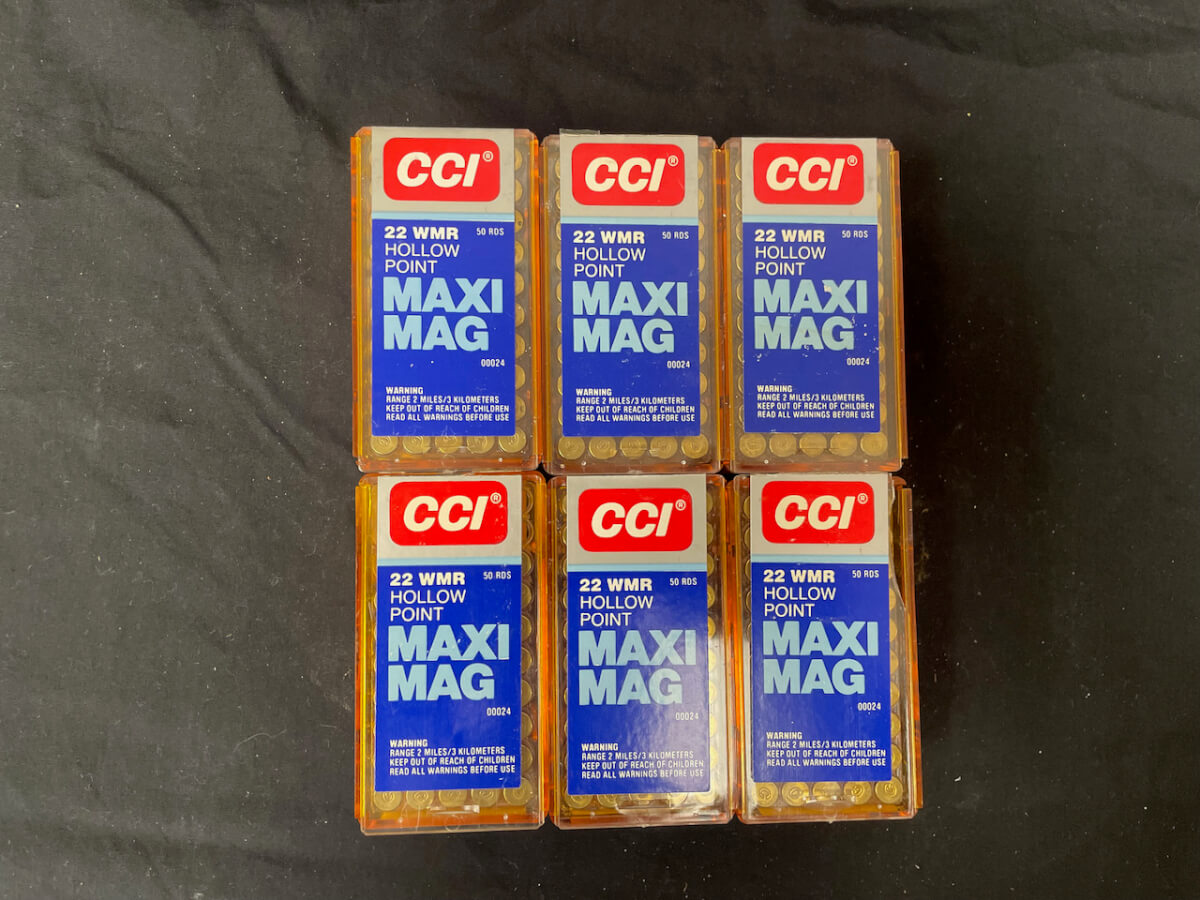 CCI®
22 WMR 50 RDS
HOLLOW
POINT
MAXI
MAG
00024
WARNING
RANGE 2 MILES/3 KILOMETERS
KEEP OUT OF REACH OF CHILDREN
READ ALL WARNINGS BEFORE USE
CCI®
22 WMR 50 RDS
HOLLOW
POINT
MAXI
MAG
00024
WARNING
RANGE 2 MILES/3 KILOMETERS
KEEP OUT OF REACH OF CHILDREN
READ ALL WARNINGS BEFORE USE
CCI®
22 WMR 50 RDS
HOLLOW
POINT
MAXI
MAG
00024
WARNING
RANGE 2 MILES/3 KILOMETERS
KEEP OUT OF REACH OF CHILDREN
READ ALL WARNINGS BEFORE USE
CCI®
22 WMR 50 RDS
HOLLOW
POINT
MAXI
MAG
00024
WARNING
RANGE 2 MILES/3 KILOMETERS
KEEP OUT OF REACH OF CHILDREN
READ ALL WARNINGS BEFORE USE
CCI®
22 WMR 50 RDS
HOLLOW
POINT
MAXI
MAG
00024
WARNING
RANGE 2 MILES/3 KILOMETERS
KEEP OUT OF REACH OF CHILDREN
READ ALL WARNINGS BEFORE USE
CCI®
22 WMR 50 RDS
HOLLOW
POINT
MAXI
MAG
00024
WARNING
RANGE 2 MILES/3 KILOMETERS
KEEP OUT OF REACH OF CHILDREN
READ ALL WARNINGS BEFORE USE